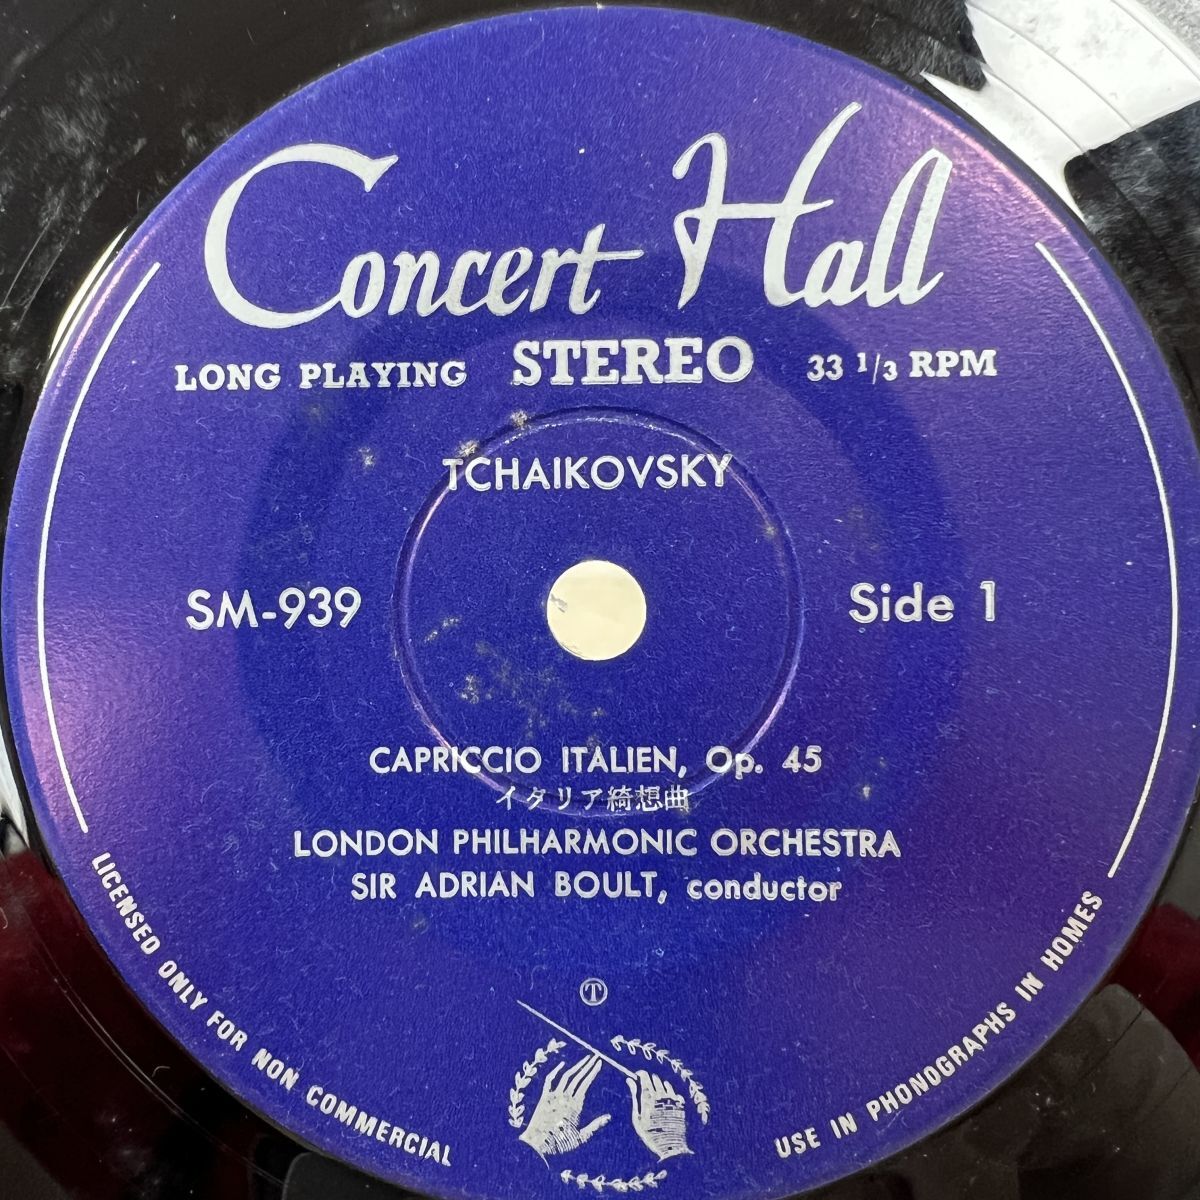 Concert Hall
LONG PLAYING STEREO 33 1/3 RPM
TCHAIKOVSKY
SM-939 Side 1
CAPRICCIO ITALIEN, Op. 45
イタリア綺想曲
LONDON PHILHARMONIC ORCHESTRA
SIR ADRIAN BOULT, conductor
Ⓣ
LICENSED ONLY FOR NON COMMERCIAL USE IN PHONOGRAPHS IN HOMES